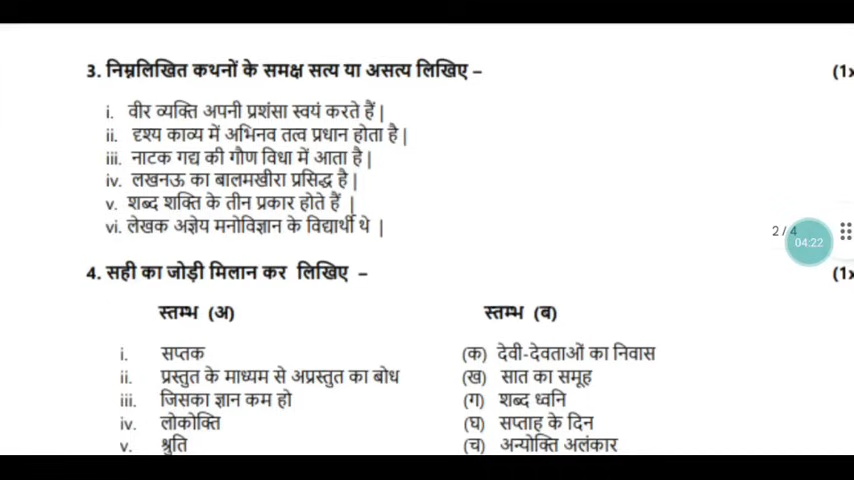 3. निम्नलिखित कथनों के समक्ष सत्य या असत्य लिखिए – (1x
i. वीर व्यक्ति अपनी प्रशंसा स्वयं करते हैं |
ii. दृश्य काव्य में अभिनव तत्व प्रधान होता है |
iii. नाटक गद्य की गौण विधा में आता है |
iv. लखनऊ का बालमखीरा प्रसिद्ध है |
v. शब्द शक्ति के तीन प्रकार होते हैं |
vi. लेखक अज्ञेय मनोविज्ञान के विद्यार्थी थे |
2 / 4
04:22
4. सही का जोड़ी मिलान कर लिखिए – (1x
स्तम्भ (अ) स्तम्भ (ब)
i. सप्तक (क) देवी-देवताओं का निवास
ii. प्रस्तुत के माध्यम से अप्रस्तुत का बोध (ख) सात का समूह
iii. जिसका ज्ञान कम हो (ग) शब्द ध्वनि
iv. लोकोक्ति (घ) सप्ताह के दिन
v. श्रुति (च) अन्योक्ति अलंकार